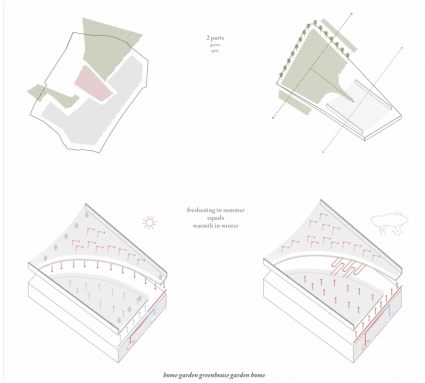 2 parts
green
grey
freshening in summer
equals
warmth in winter
home garden greenhouse garden home